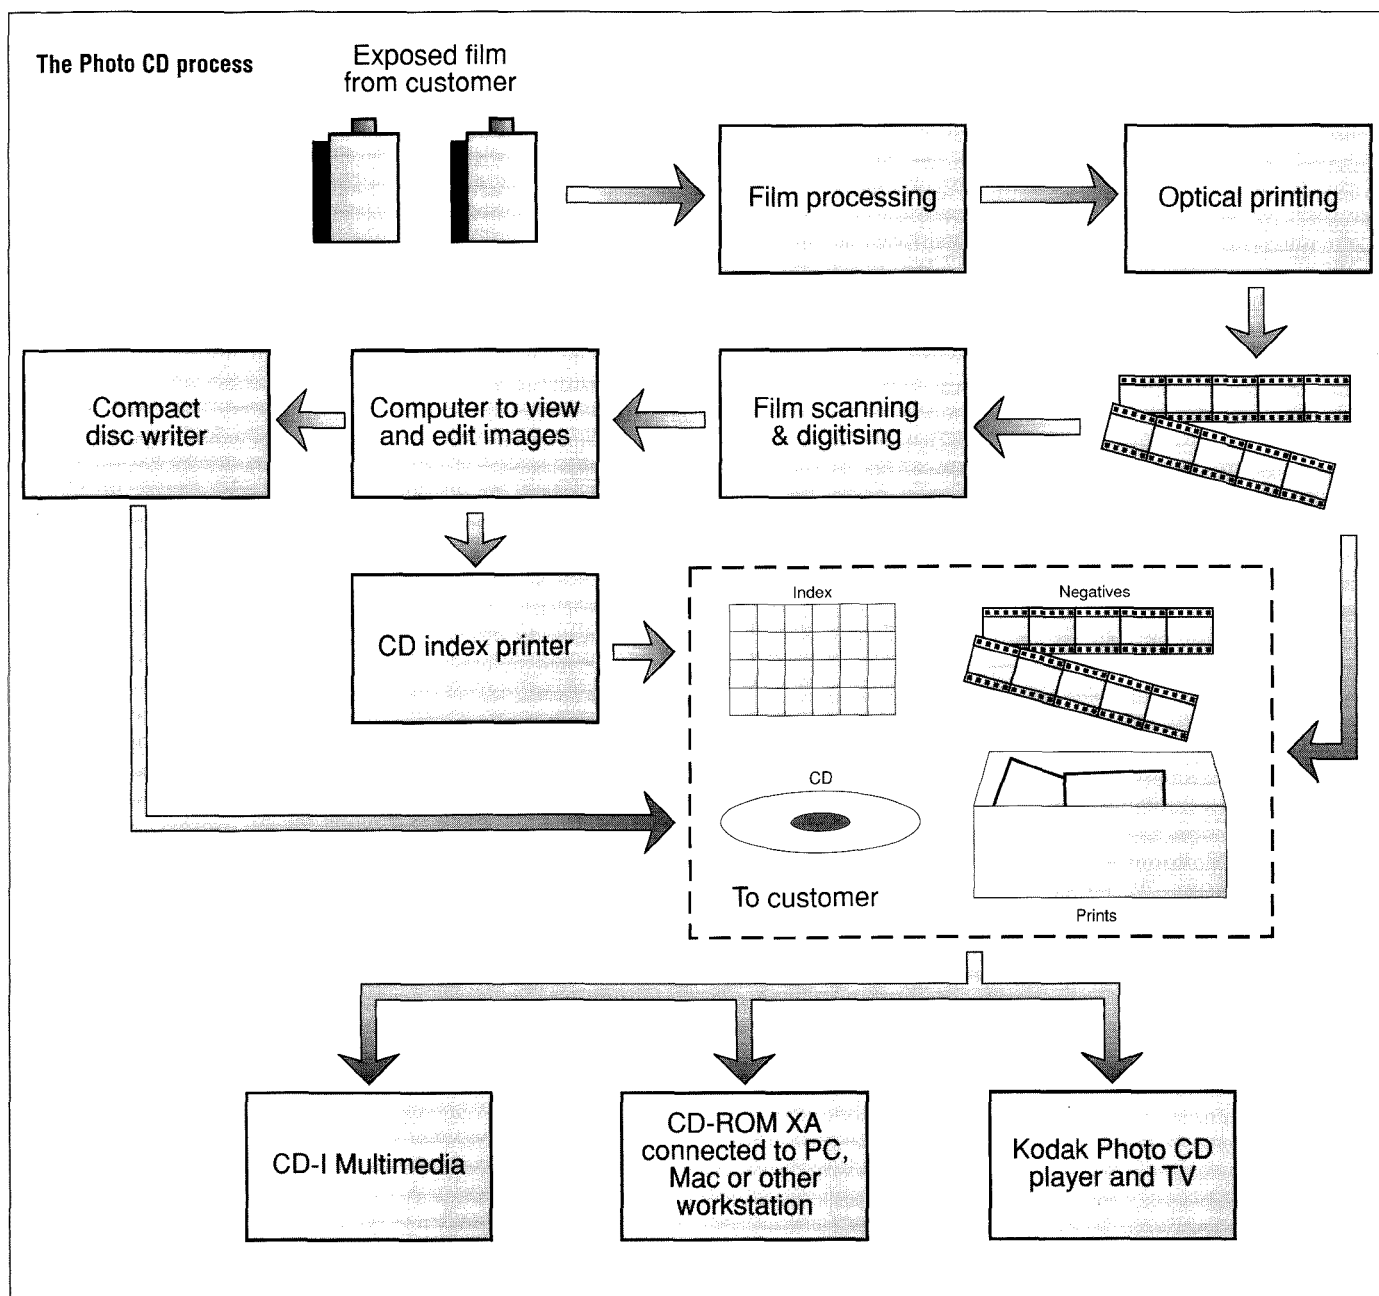 The Photo CD process
Exposed film
from customer
Film processing
Optical printing
Compact
disc writer
Computer to view
and edit images
Film scanning
& digitising
CD index printer
Index
Negatives
CD
To customer
Prints
CD-I Multimedia
CD-ROM XA
connected to PC,
Mac or other
workstation
Kodak Photo CD
player and TV